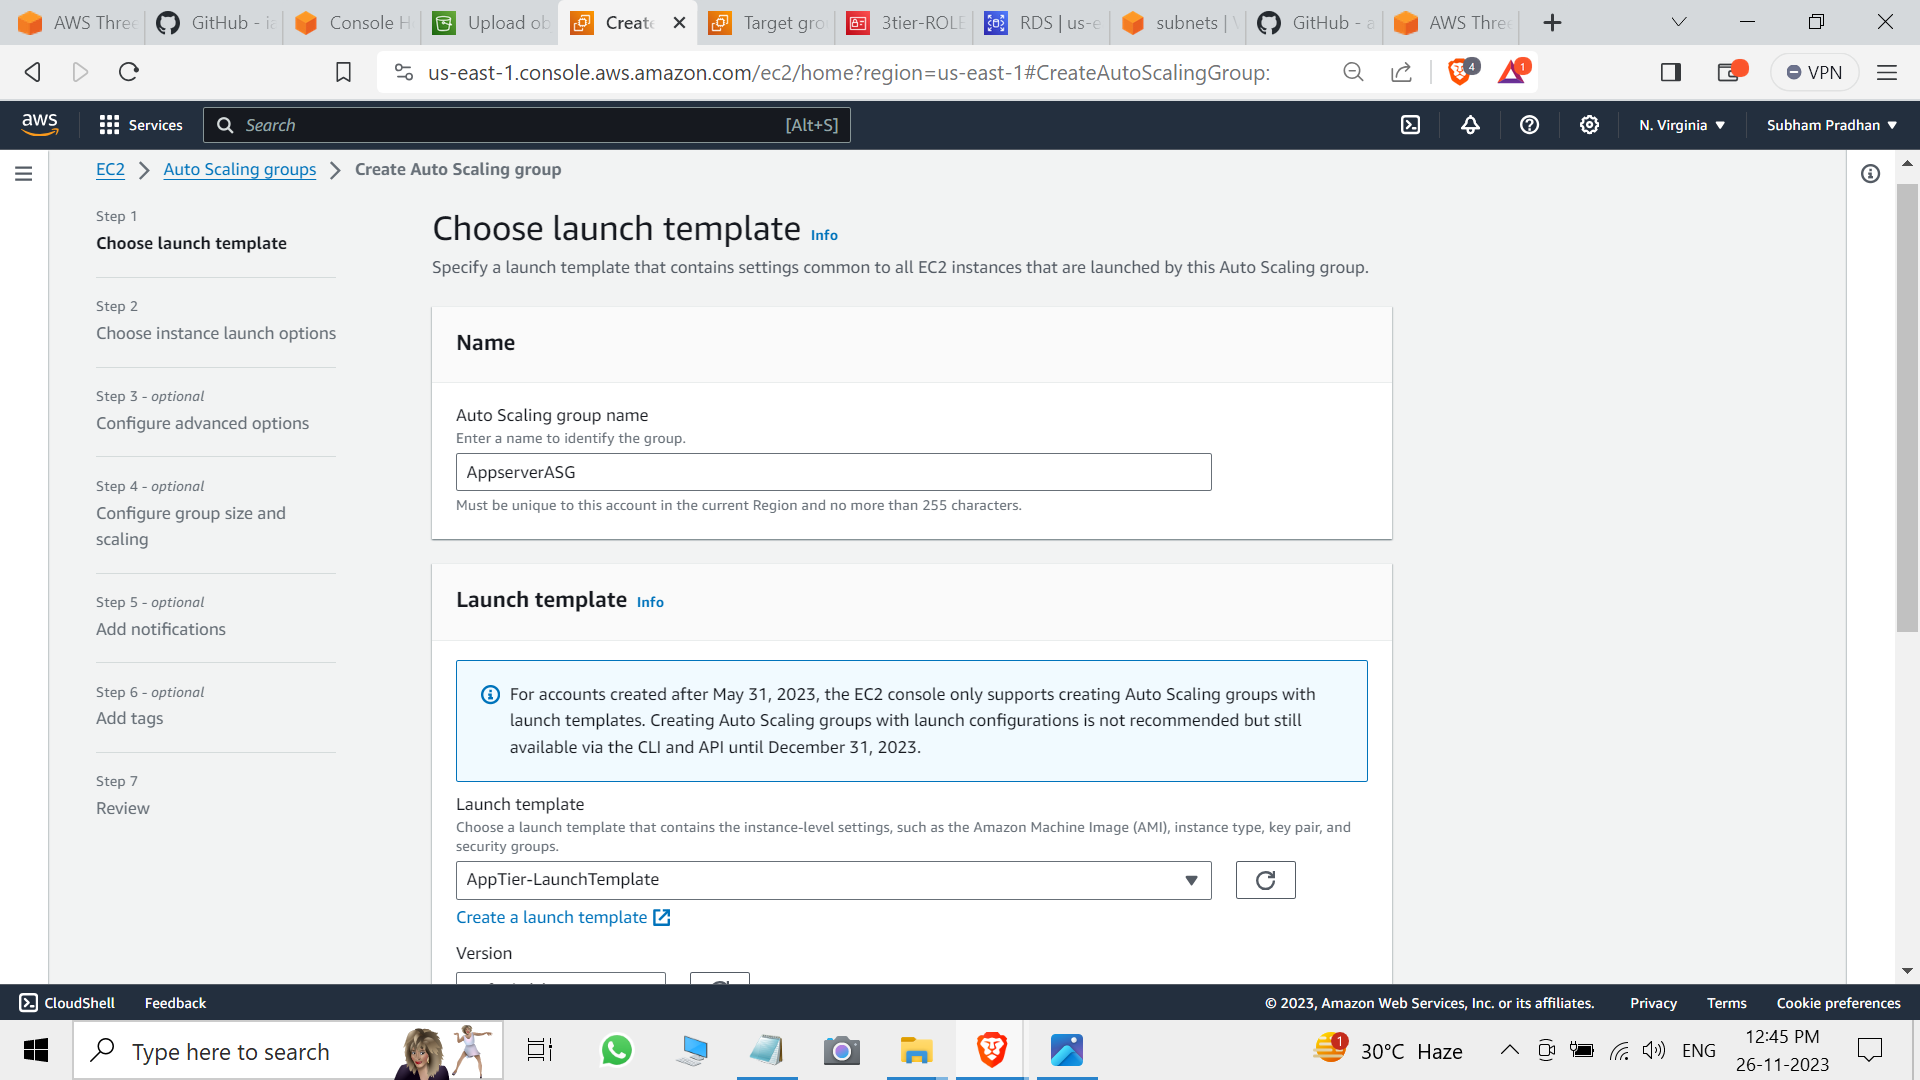 AWS Three
GitHub - ia
Console H
Upload ob
Create
Target gro
3tier-ROLE
RDS | us-e
subnets | V
GitHub - a
AWS Three
us-east-1.console.aws.amazon.com/ec2/home?region=us-east-1#CreateAutoScalingGroup:
4
1
VPN
aws
Services
Search
[Alt+S]
N. Virginia
Subham Pradhan
EC2
Auto Scaling groups
Create Auto Scaling group
Step 1
Choose launch template
Step 2
Choose instance launch options
Step 3 - optional
Configure advanced options
Step 4 - optional
Configure group size and
scaling
Step 5 - optional
Add notifications
Step 6 - optional
Add tags
Step 7
Review
Choose launch template Info
Specify a launch template that contains settings common to all EC2 instances that are launched by this Auto Scaling group.
Name
Auto Scaling group name
Enter a name to identify the group.
AppserverASG
Must be unique to this account in the current Region and no more than 255 characters.
Launch template Info
For accounts created after May 31, 2023, the EC2 console only supports creating Auto Scaling groups with
launch templates. Creating Auto Scaling groups with launch configurations is not recommended but still
available via the CLI and API until December 31, 2023.
Launch template
Choose a launch template that contains the instance-level settings, such as the Amazon Machine Image (AMI), instance type, key pair, and
security groups.
AppTier-LaunchTemplate
Create a launch template
Version
CloudShell
Feedback
© 2023, Amazon Web Services, Inc. or its affiliates.
Privacy
Terms
Cookie preferences
Type here to search
1
30°C Haze
ENG
12:45 PM
26-11-2023